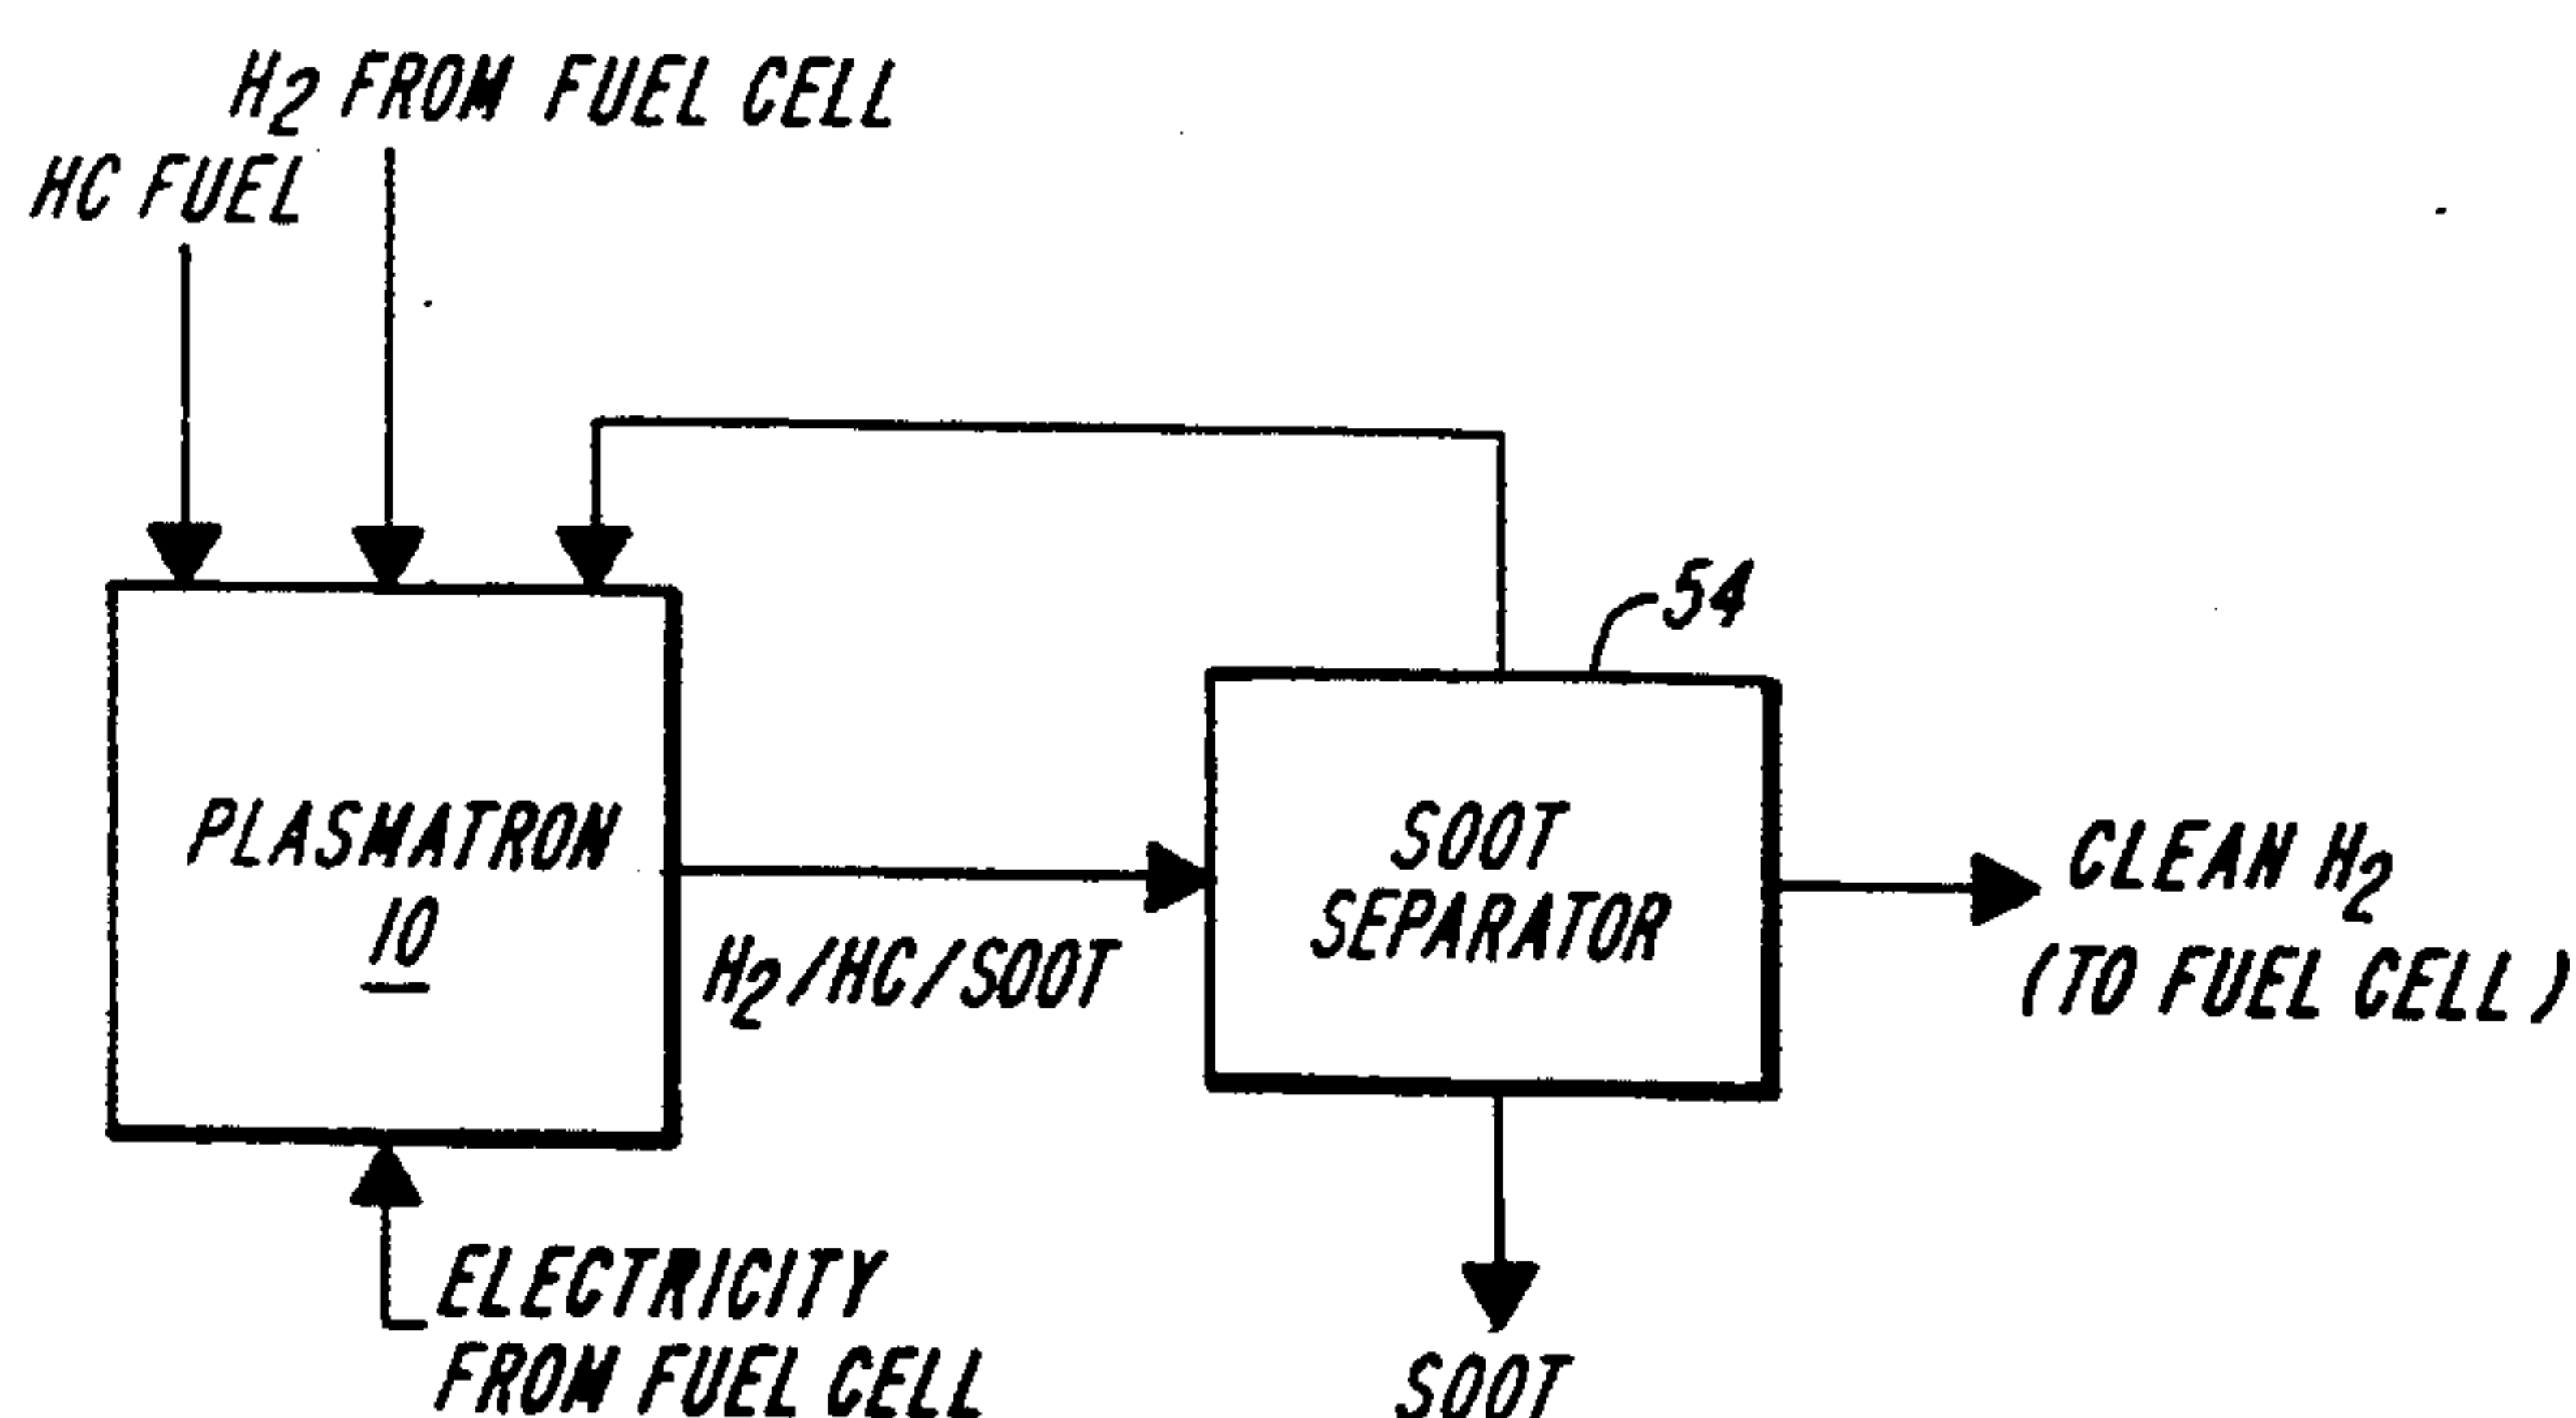 H2 FROM FUEL CELL
HC FUEL
54
PLASMATRON
10
H2/HC/SOOT
SOOT
SEPARATOR
CLEAN H2
(TO FUEL CELL)
ELECTRICITY
FROM FUEL CELL
SOOT